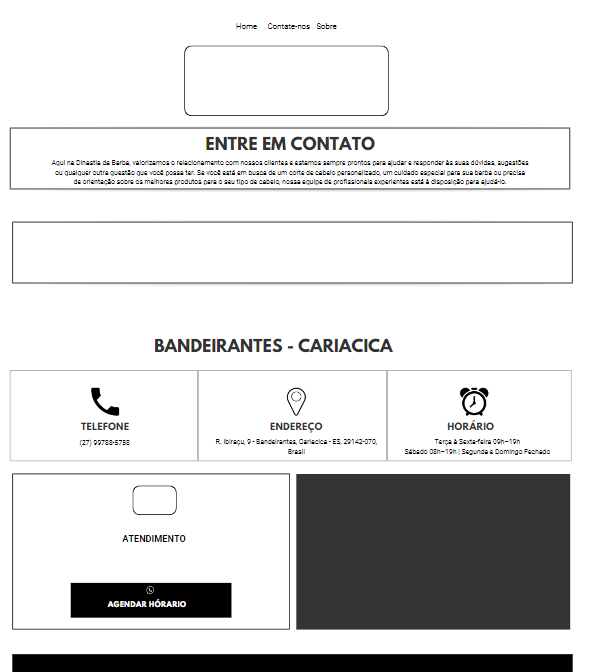 Home Contate-nos Sobre
ENTRE EM CONTATO
Aqui na Dinastia da Barba, valorizamos o relacionamento com nossos clientes e estamos sempre prontos para ajudar e responder às suas dúvidas, sugestões
ou qualquer outra questão que você possa ter. Se você está em busca de um corte de cabelo personalizado, um cuidado especial para sua barba ou precisa
de orientação sobre os melhores produtos para o seu tipo de cabelo, nossa equipe de profissionais experientes está à disposição para ajudá-lo.
BANDEIRANTES - CARIACICA
TELEFONE
(27) 99788-5758
ENDEREÇO
R. Ibiraçu, 9 - Bandeirantes, Cariacica - ES, 29142-070,
Brasil
HORÁRIO
Terça à Sexta-feira 09h–19h
Sábado 08h–19h | Segunda e Domingo Fechado
ATENDIMENTO
AGENDAR HÓRARIO